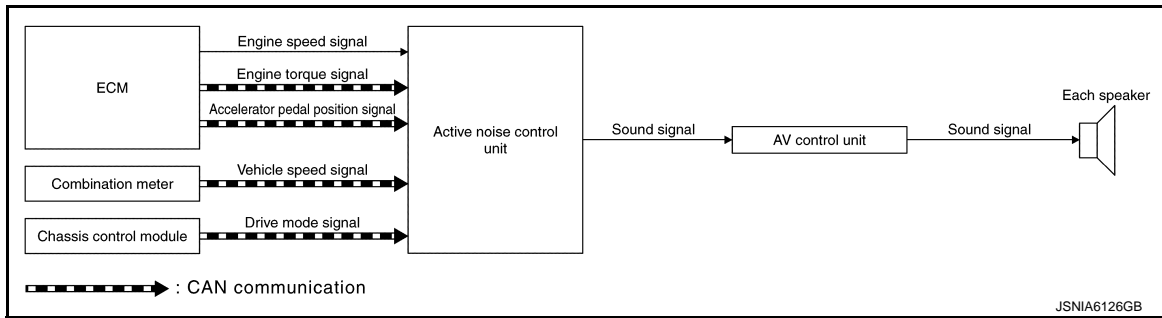 Engine speed signal
ECM
Engine torque signal
Accelerator pedal position signal
Active noise control
unit
Sound signal
AV control unit
Sound signal
Each speaker
Combination meter
Vehicle speed signal
Chassis control module
Drive mode signal
: CAN communication
JSNIA6126GB